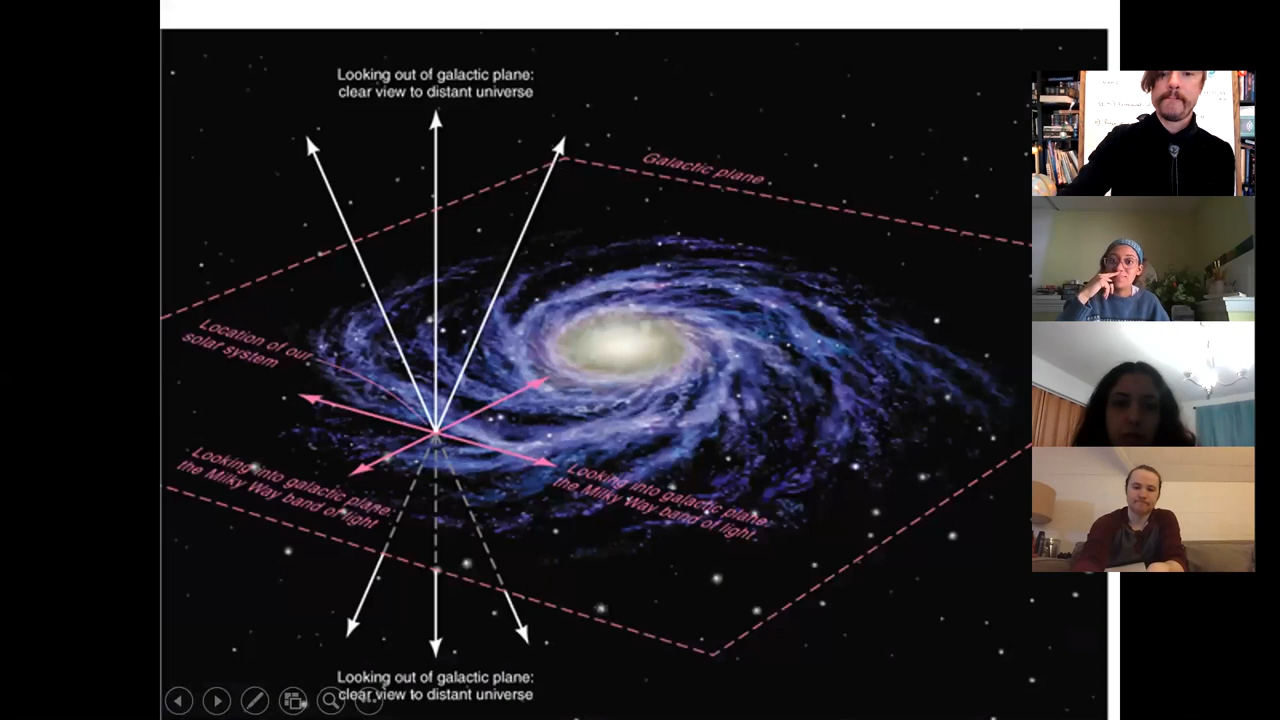 Looking out of galactic plane:
clear view to distant universe
Galactic plane
Location of our
solar system
Looking into galactic plane:
the Milky Way band of light
Looking into galactic plane:
the Milky Way band of light
Looking out of galactic plane:
clear view to distant universe